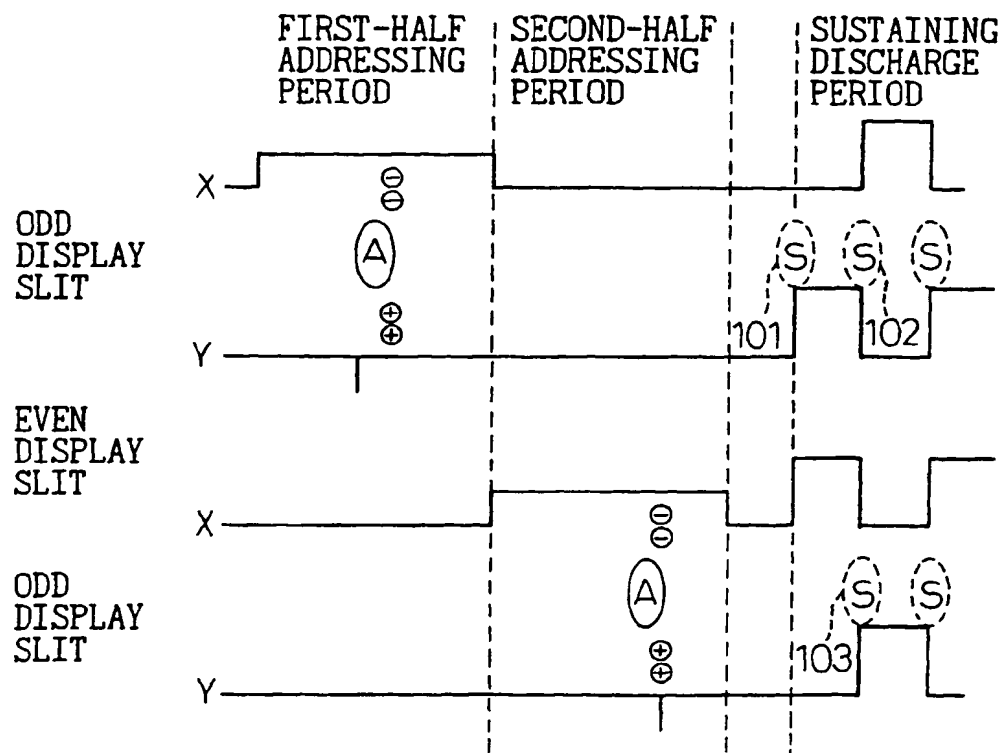 FIRST-HALF
ADDRESSING
PERIOD
SECOND-HALF
ADDRESSING
PERIOD
SUSTAINING
DISCHARGE
PERIOD
X
⊖
⊖
ODD
DISPLAY
SLIT
A
S
S
S
⊕
⊕
101
102
Y
EVEN
DISPLAY
SLIT
X
⊖
⊖
ODD
DISPLAY
SLIT
A
S
S
⊕
⊕
103
Y